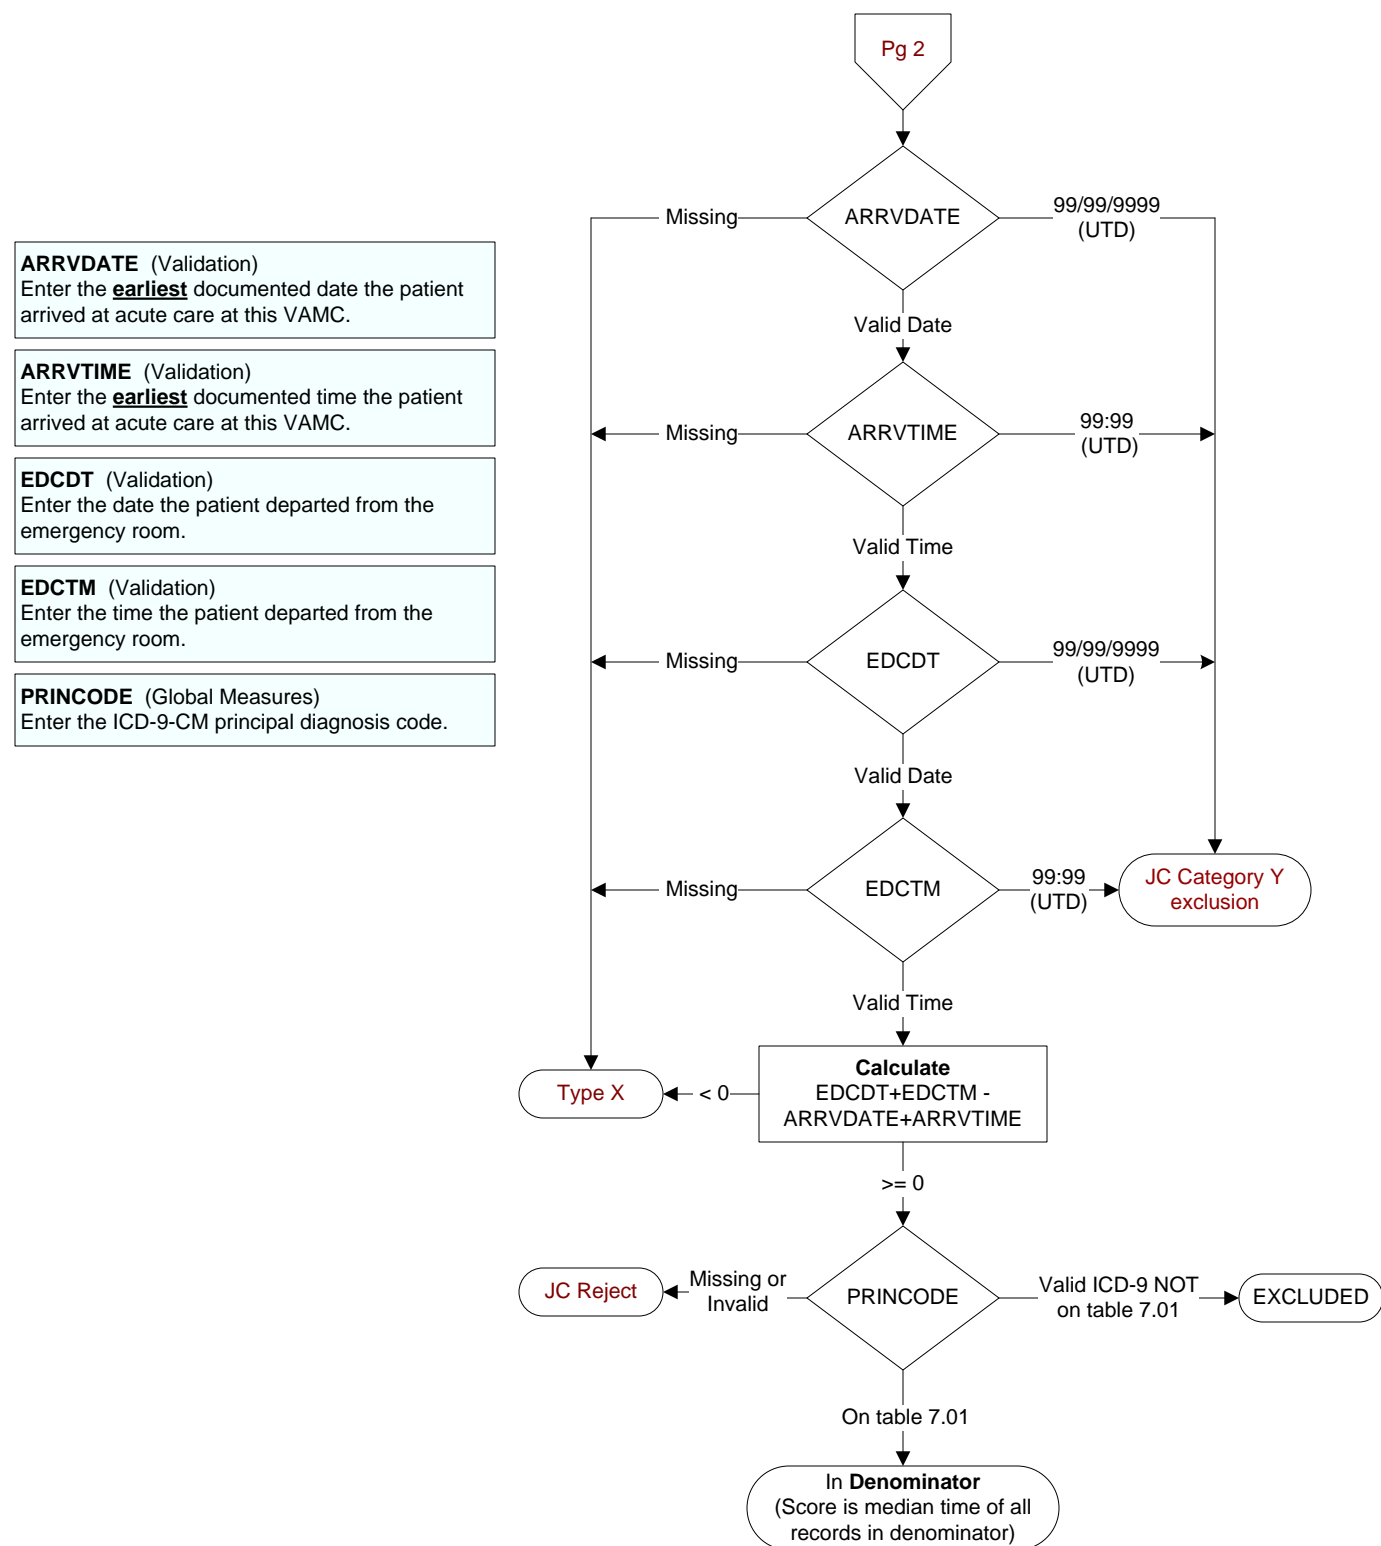 Pg 2
ARRVDATE
Missing
99/99/9999
(UTD)
ARRVDATE (Validation)
Enter the earliest documented date the patient
arrived at acute care at this VAMC.
Valid Date
ARRVTIME (Validation)
Enter the earliest documented time the patient
arrived at acute care at this VAMC.
ARRVTIME
Missing
99:99
(UTD)
EDCDT (Validation)
Enter the date the patient departed from the
emergency room.
Valid Time
EDCTM (Validation)
Enter the time the patient departed from the
emergency room.
EDCDT
Missing
99/99/9999
(UTD)
PRINCODE (Global Measures)
Enter the ICD-9-CM principal diagnosis code.
Valid Date
EDCTM
Missing
99:99
(UTD)
JC Category Y
exclusion
Valid Time
Calculate
EDCDT+EDCTM -
ARRVDATE+ARRVTIME
< 0
Type X
>= 0
PRINCODE
Missing or
Invalid
JC Reject
Valid ICD-9 NOT
on table 7.01
EXCLUDED
On table 7.01
In Denominator
(Score is median time of all
records in denominator)